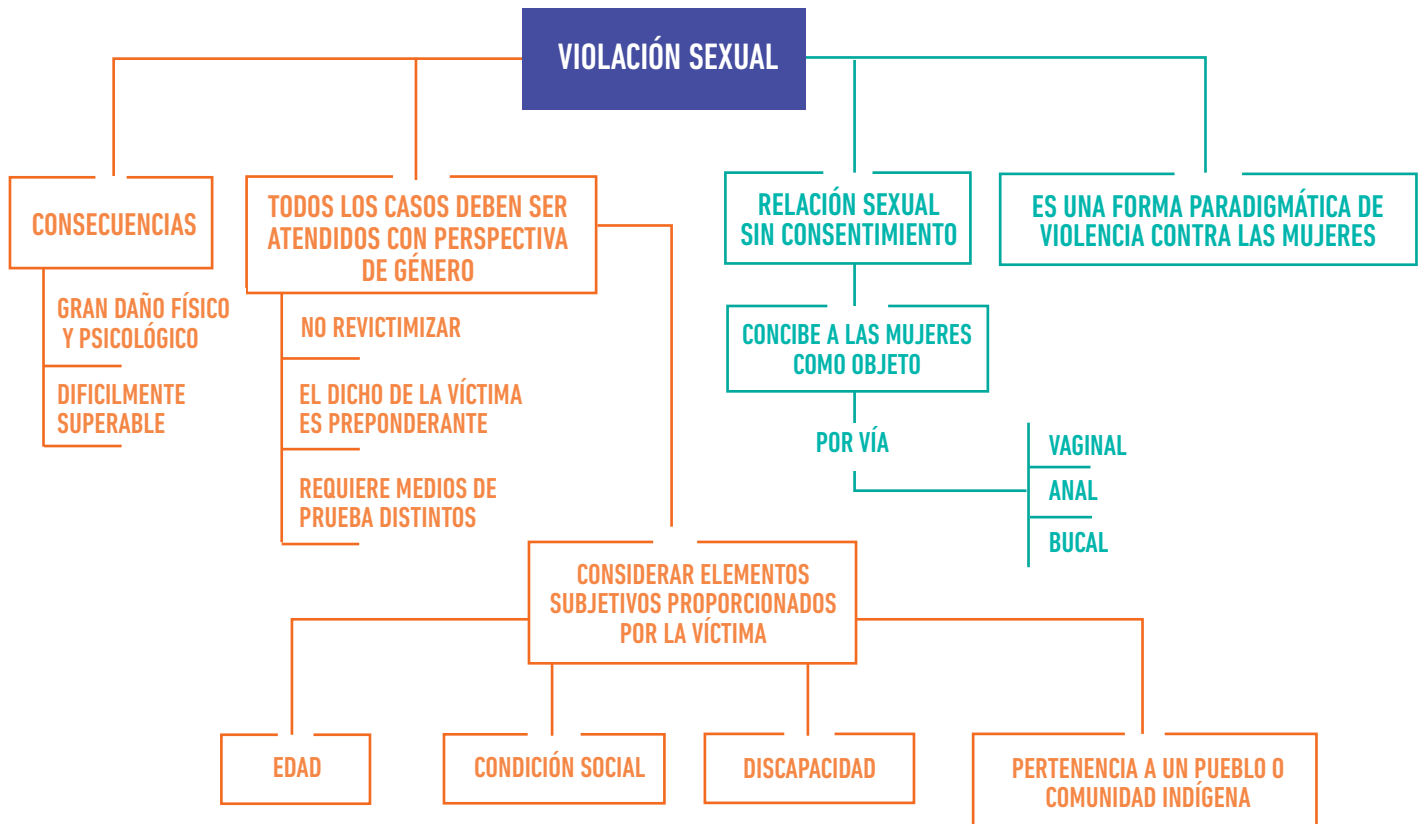 VIOLACIÓN SEXUAL
CONSECUENCIAS
GRAN DAÑO FÍSICO
Y PSICOLÓGICO
DIFICILMENTE
SUPERABLE
TODOS LOS CASOS DEBEN SER
ATENDIDOS CON PERSPECTIVA
DE GÉNERO
NO REVICTIMIZAR
EL DICHO DE LA VÍCTIMA
ES PREPONDERANTE
REQUIERE MEDIOS DE
PRUEBA DISTINTOS
RELACIÓN SEXUAL
SIN CONSENTIMIENTO
CONCIBE A LAS MUJERES
COMO OBJETO
POR VÍA
VAGINAL
ANAL
BUCAL
ES UNA FORMA PARADIGMÁTICA DE
VIOLENCIA CONTRA LAS MUJERES
CONSIDERAR ELEMENTOS
SUBJETIVOS PROPORCIONADOS
POR LA VÍCTIMA
EDAD
CONDICIÓN SOCIAL
DISCAPACIDAD
PERTENENCIA A UN PUEBLO O
COMUNIDAD INDÍGENA